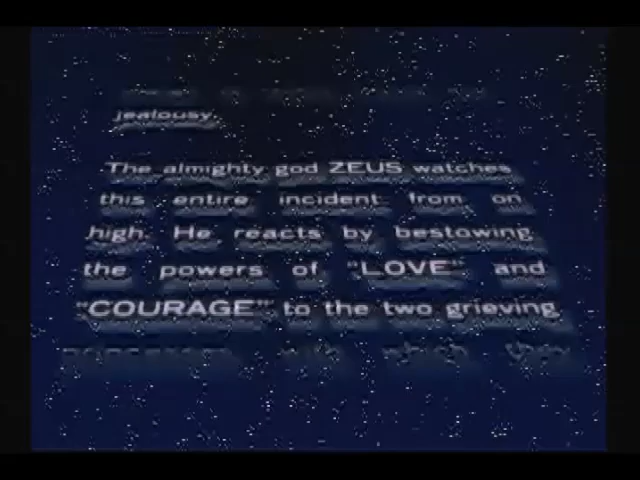 jealousy.
The almighty god ZEUS watches
this entire incident from on
high. He reacts by bestowing
the powers of "LOVE" and
"COURAGE" to the two grieving